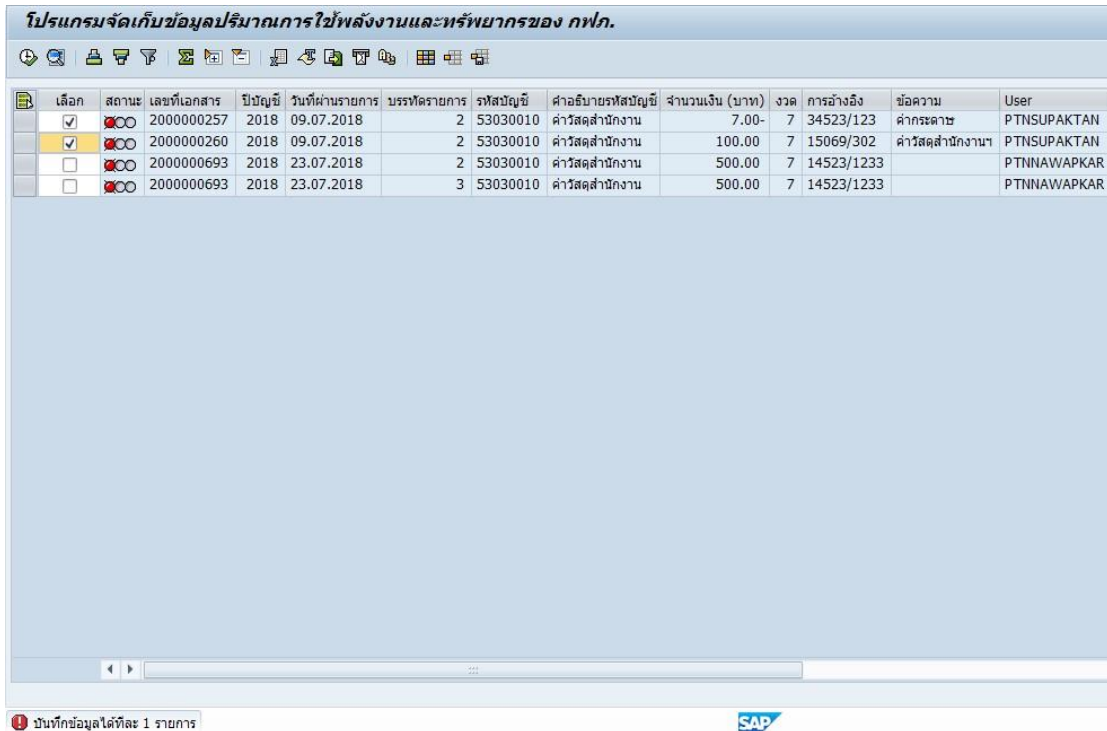 โปรแกรมจัดเก็บข้อมูลปริมาณการใช้พลังงานและทรัพยากรของ กฟภ.
เลือก สถานะ เลขที่เอกสาร ปีบัญชี วันที่ผ่านรายการ บรรทัดรายการ รหัสบัญชี คำอธิบายรหัสบัญชี จำนวนเงิน (บาท) งวด การอ้างอิง ข้อความ User
2000000257 2018 09.07.2018 2 53030010 ค่าวัสดุสำนักงาน 7.00- 7 34523/123 ค่ากระดาษ PTNSUPAKTAN
2000000260 2018 09.07.2018 2 53030010 ค่าวัสดุสำนักงาน 100.00 7 15069/302 ค่าวัสดุสำนักงานฯ PTNSUPAKTAN
2000000693 2018 23.07.2018 2 53030010 ค่าวัสดุสำนักงาน 500.00 7 14523/1233 PTNNAWAPKAR
2000000693 2018 23.07.2018 3 53030010 ค่าวัสดุสำนักงาน 500.00 7 14523/1233 PTNNAWAPKAR
บันทึกข้อมูลได้ทีละ 1 รายการ SAP